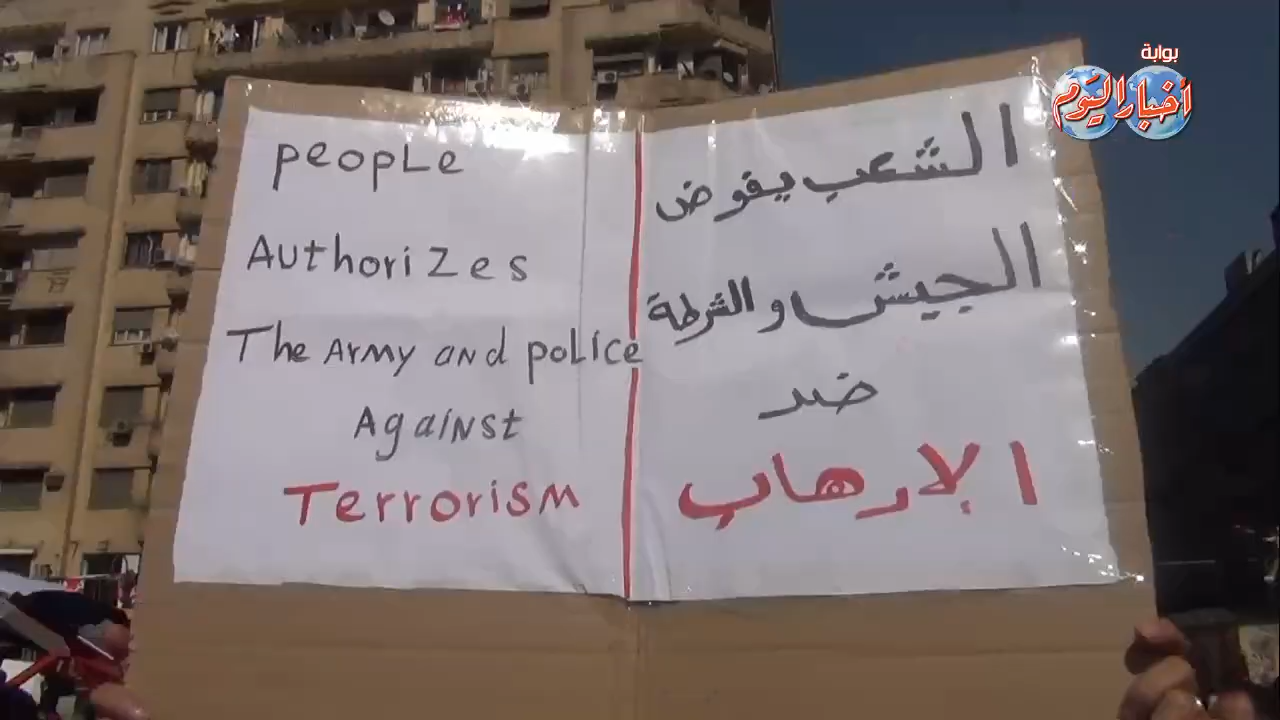 بوابة
أخبار اليوم
people
Authorizes
The Army and police
Against
Terrorism
الشعب يفوض
الجيش والشرطة
ضد
الإرهاب